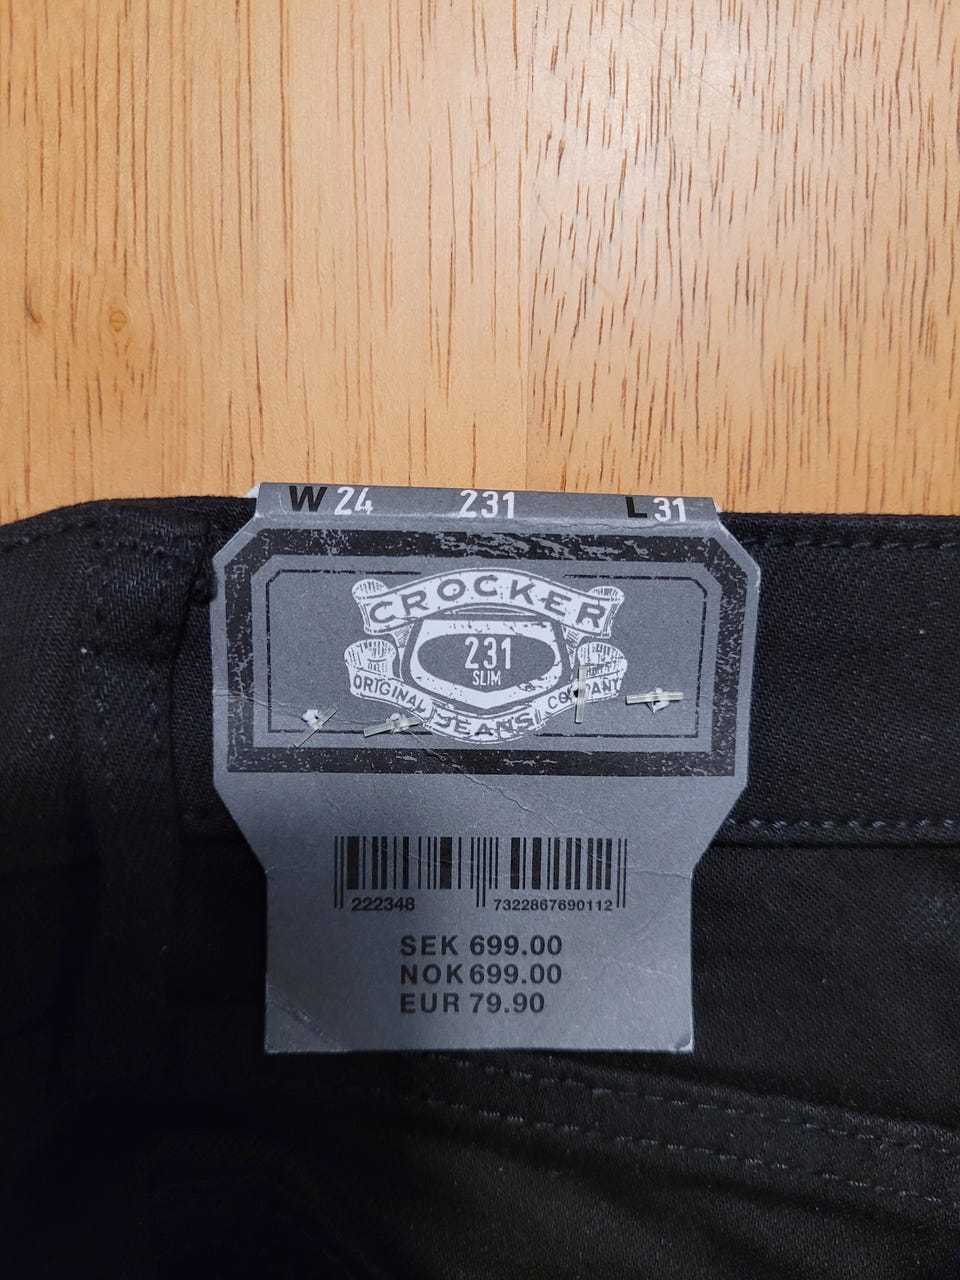 W 24 231 L 31
CROCKER
231
SLIM
ORIGINAL JEANS COMPANY
222348 7322867690112
SEK 699.00
NOK 699.00
EUR 79.90